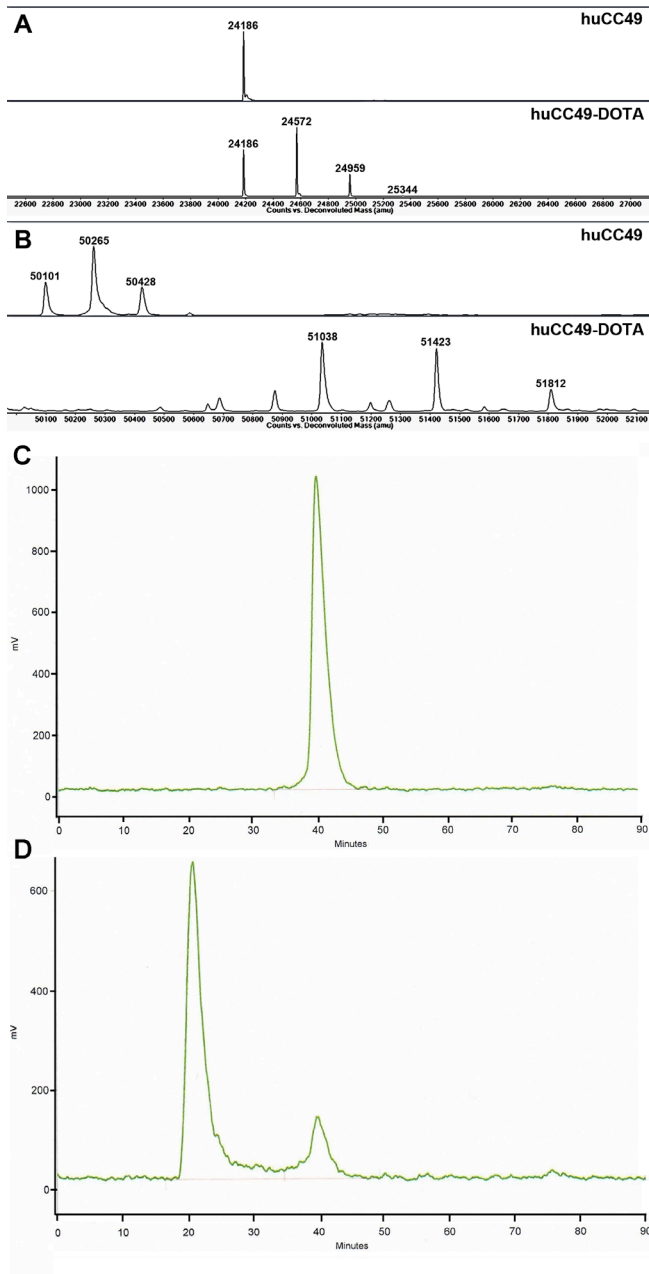 A
huCC49
24186
huCC49-DOTA
24572
24186
24959
25344
22600 22800 23000 23200 23400 23600 23800 24000 24200 24400 24600 24800 25000 25200 25400 25600 25800 26000 26200 26400 26600 26800 27000
Counts vs. Deconvoluted Mass (amu)
B
huCC49
50265
50101
50428
huCC49-DOTA
51038
51423
51812
50100 50200 50300 50400 50500 50600 50700 50800 50900 51000 51100 51200 51300 51400 51500 51600 51700 51800 51900 52000 52100
Counts vs. Deconvoluted Mass (amu)
C
1000
800
600
mV
400
200
0
0 10 20 30 40 50 60 70 80 90
Minutes
D
600
400
mV
200
0
0 10 20 30 40 50 60 70 80 90
Minutes